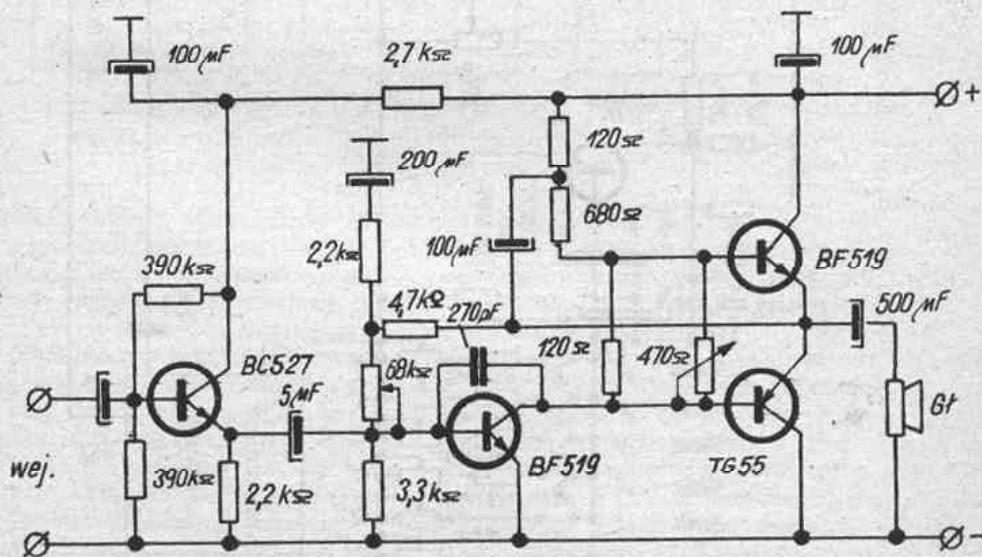 100 µF
2,7 kΩ
100 µF
+
200 µF
120 Ω
680 Ω
390 kΩ
2,2 kΩ
100 µF
BF519
4,7 kΩ
270 pF
500 µF
BC527
5 µF
68 kΩ
120 Ω
470 Ω
Gł
wej.
BF519
TG55
390 kΩ
2,2 kΩ
3,3 kΩ
-